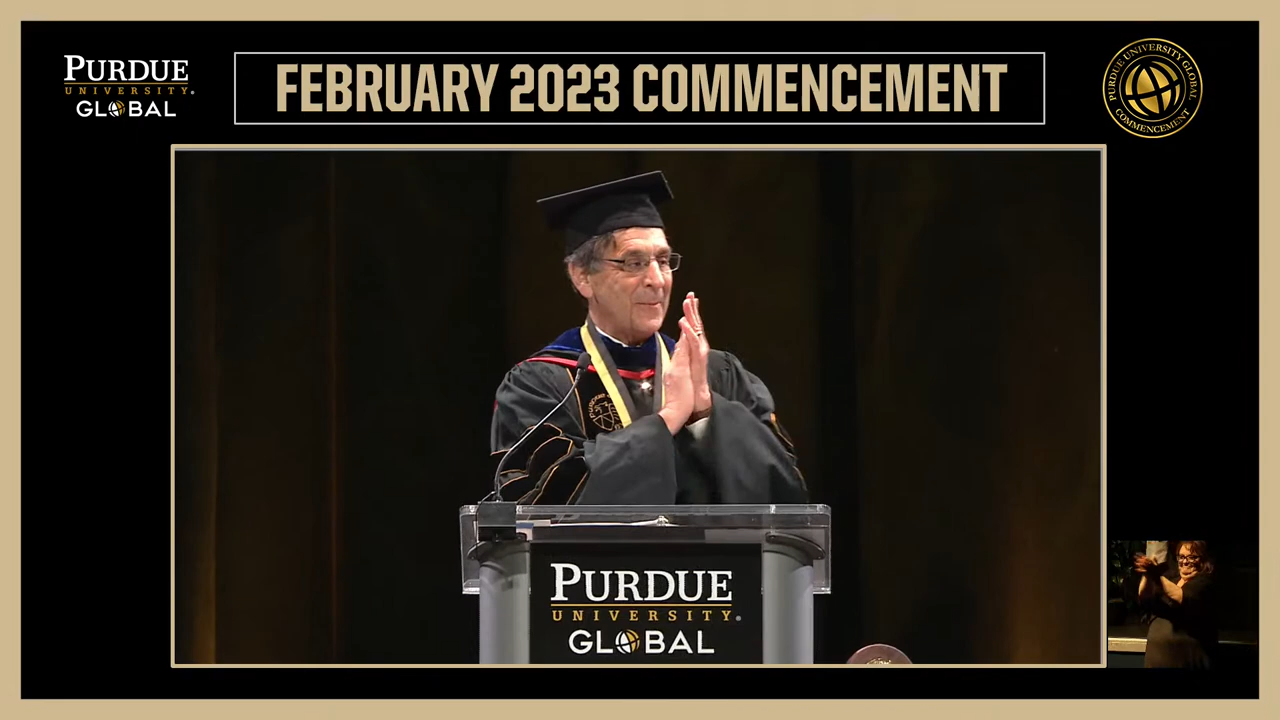 PURDUE
UNIVERSITY®
GLOBAL
FEBRUARY 2023 COMMENCEMENT
PURDUE UNIVERSITY GLOBAL
COMMENCEMENT
PURDUE
UNIVERSITY®
GLOBAL